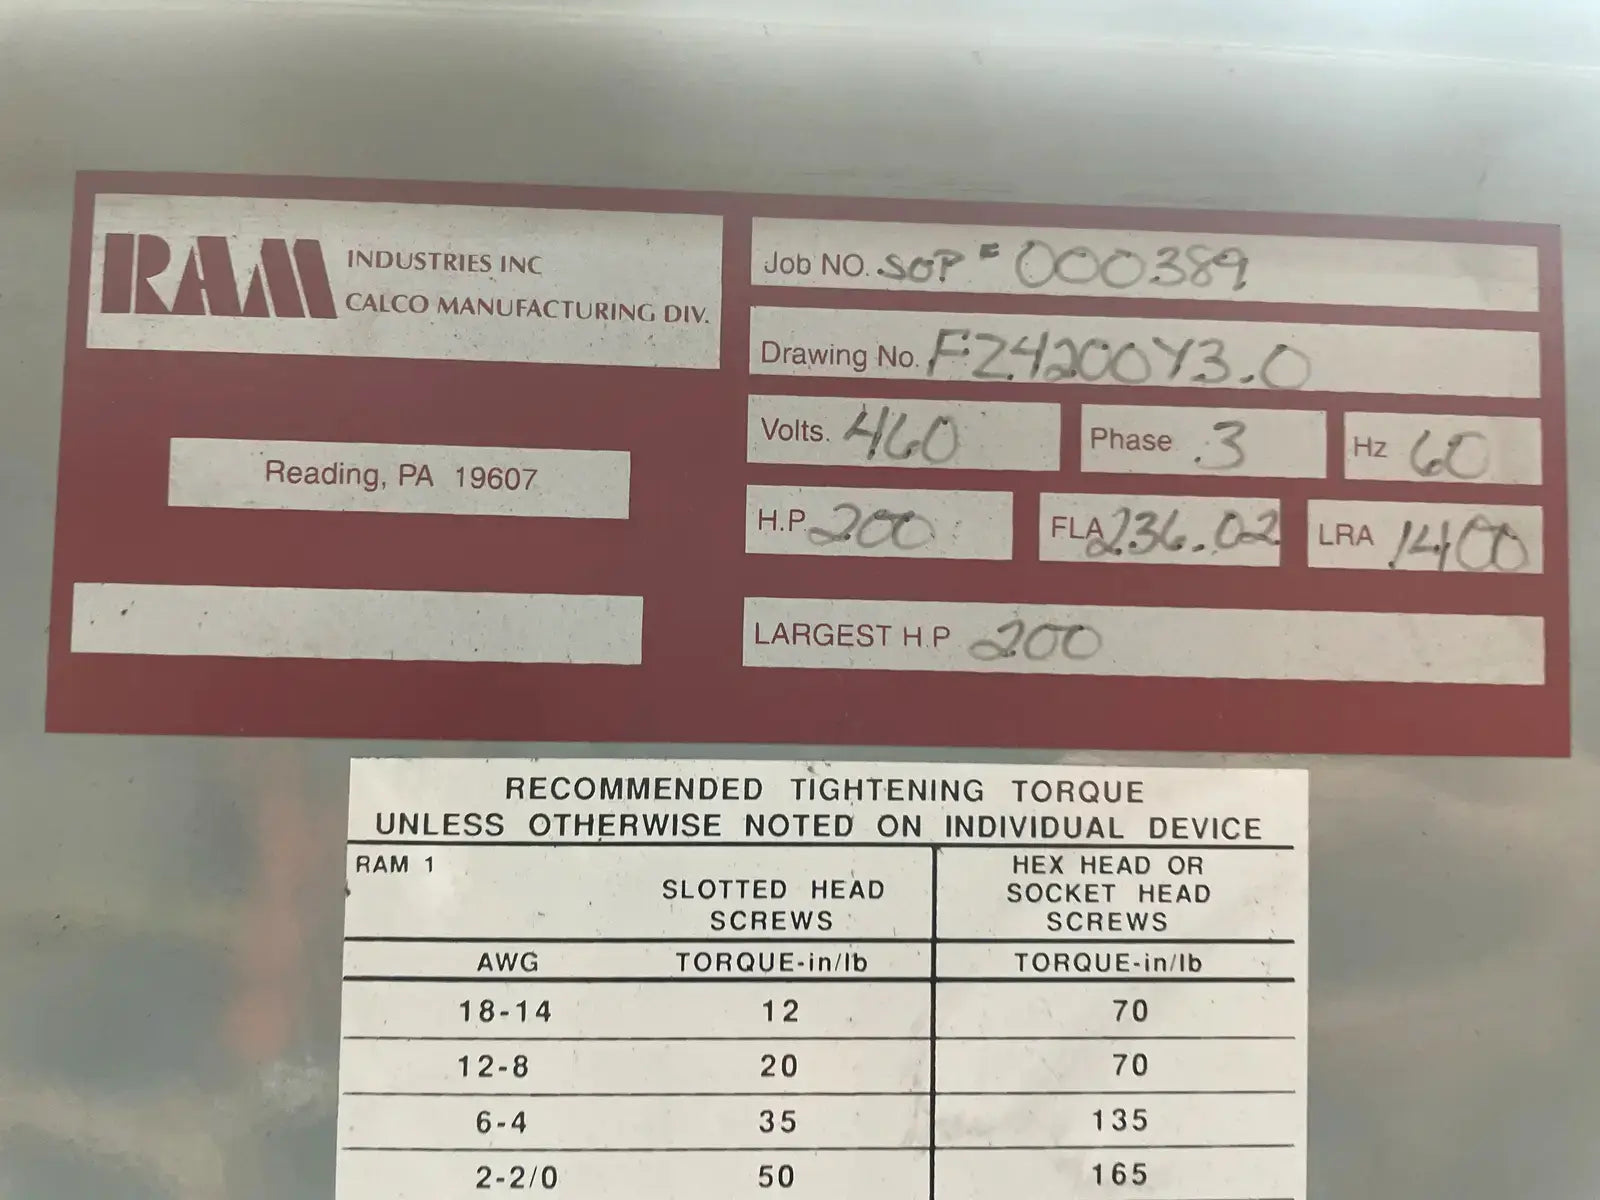 RAM INDUSTRIES INC
CALCO MANUFACTURING DIV.
Reading, PA 19607
Job NO. SOP # 000389
Drawing No. FZ4200Y3.0
Volts. 460
Phase 3
Hz 60
H.P. 200
FLA 236.02
LRA 1400
LARGEST H.P 200
RECOMMENDED TIGHTENING TORQUE
UNLESS OTHERWISE NOTED ON INDIVIDUAL DEVICE
RAM 1
SLOTTED HEAD
SCREWS
HEX HEAD OR
SOCKET HEAD
SCREWS
AWG TORQUE-in/lb TORQUE-in/lb
18-14 12 70
12-8 20 70
6-4 35 135
2-2/0 50 165